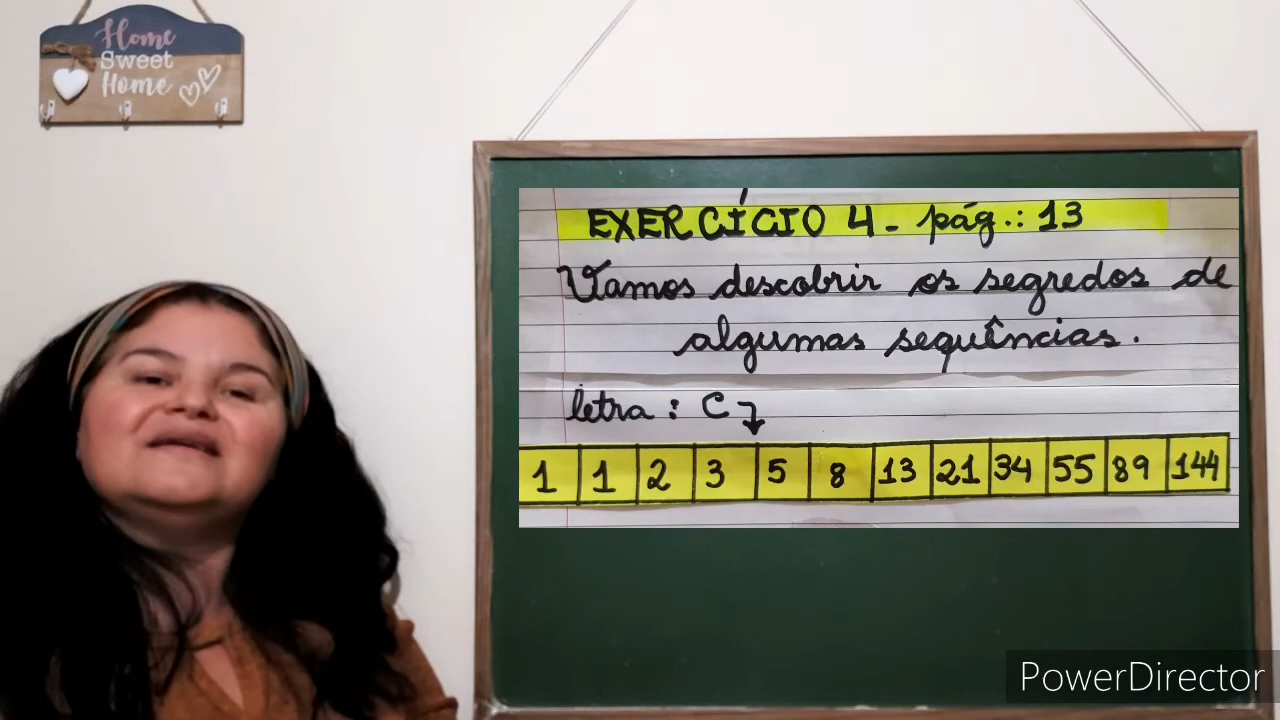 Home
Sweet
Home
EXERCÍCIO 4 - pág.: 13
Vamos descobrir os segredos de
algumas sequências.
letra : C
1 1 2 3 5 8 13 21 34 55 89 144
PowerDirector